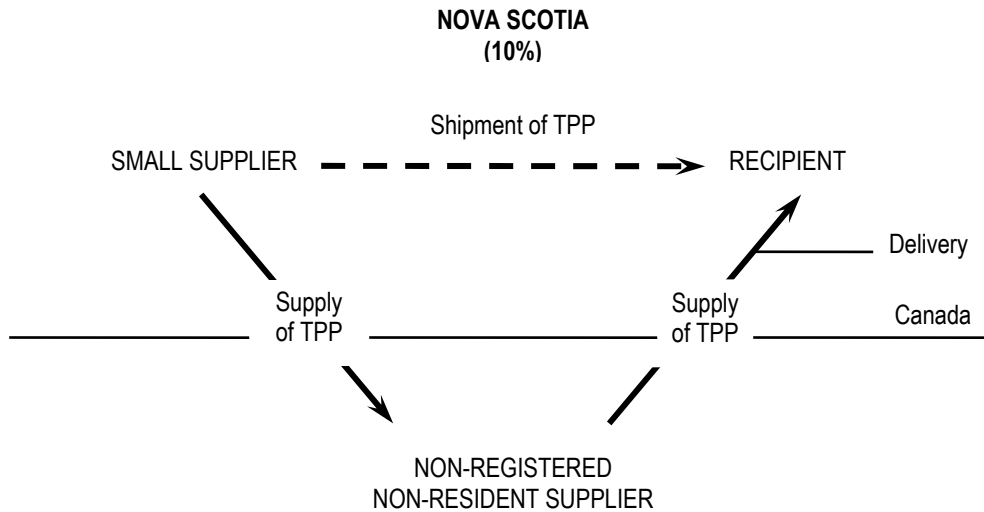 NOVA SCOTIA
(10%)
Shipment of TPP
SMALL SUPPLIER
RECIPIENT
Delivery
Supply
of TPP
Supply
of TPP
Canada
NON-REGISTERED
NON-RESIDENT SUPPLIER